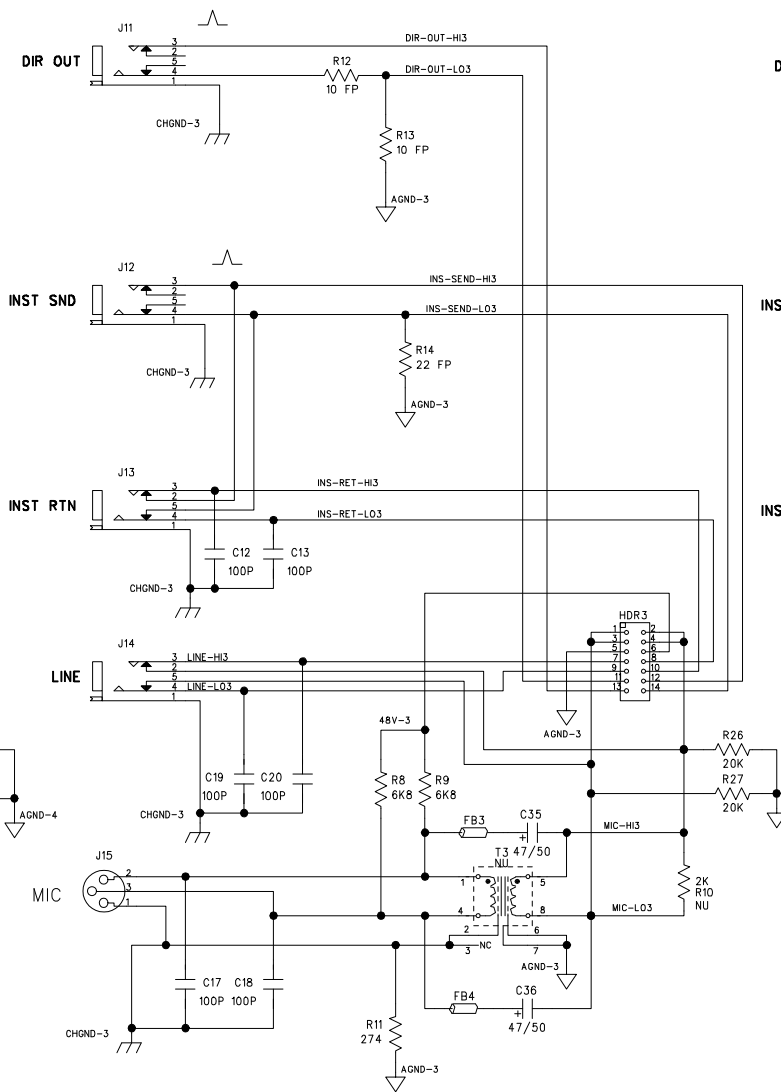 J11
DIR OUT
3
2
5
4
1
DIR-OUT-HI3
R12
10 FP
DIR-OUT-LO3
R13
10 FP
CHGND-3
AGND-3
D
J12
INST SND
3
2
5
4
1
INS-SEND-HI3
INS-SEND-LO3
R14
22 FP
CHGND-3
AGND-3
INS
J13
INST RTN
3
2
5
4
1
INS-RET-HI3
INS-RET-LO3
C12
100P
C13
100P
CHGND-3
INS
HDR3
1 2
3 4
5 6
7 8
9 10
11 12
13 14
AGND-3
J14
LINE
3 LINE-HI3
2
5
4 LINE-LO3
1
48V-3
R26
20K
R27
20K
C19
100P
C20
100P
R8
6K8
R9
6K8
CHGND-3
AGND-4
FB3
C35
+ 47/50
MIC-HI3
J15
MIC
2
3
1
T3
NU
1 5
4 8
2 6
3 NC 7
2K
R10
NU
MIC-LO3
AGND-3
C17
100P
C18
100P
FB4
C36
+
47/50
R11
274
CHGND-3
AGND-3